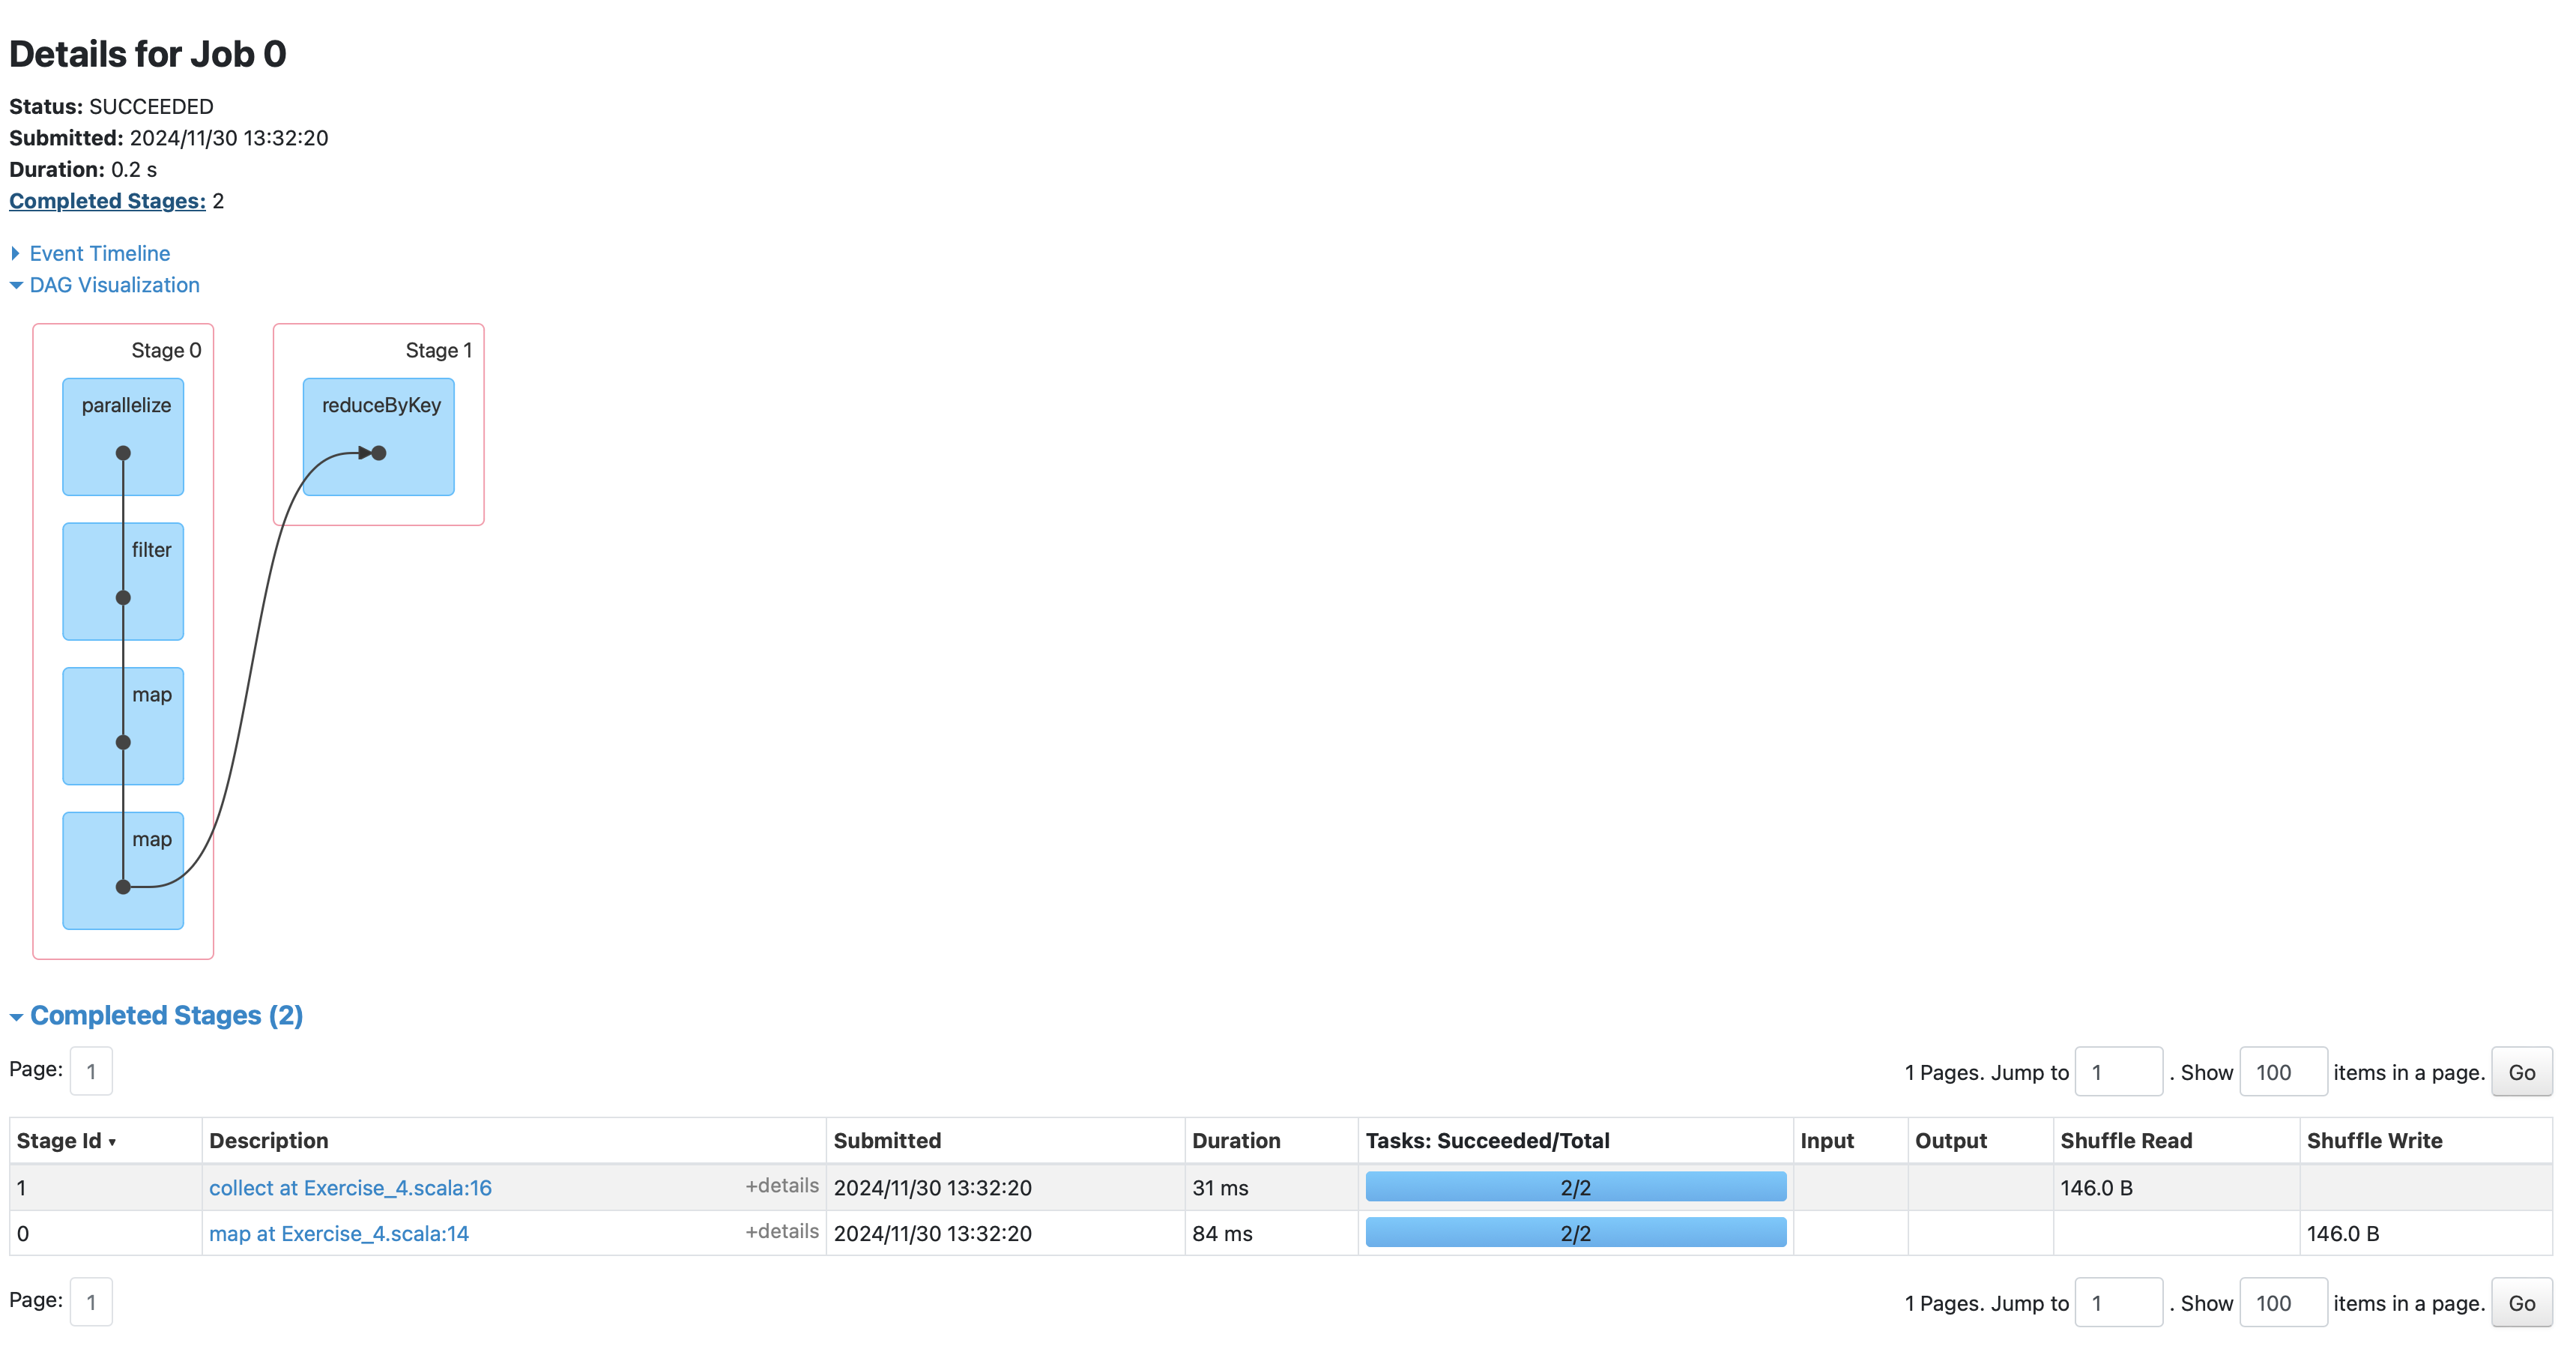 Details for Job 0
Status: SUCCEEDED
Submitted: 2024/11/30 13:32:20
Duration: 0.2 s
Completed Stages: 2
Event Timeline
DAG Visualization
Stage 0
parallelize
filter
map
map
Stage 1
reduceByKey
Completed Stages (2)
Page: 1
1 Pages. Jump to 1 . Show 100 items in a page. Go
Stage Id ▾ Description Submitted Duration Tasks: Succeeded/Total Input Output Shuffle Read Shuffle Write
1 collect at Exercise_4.scala:16 +details 2024/11/30 13:32:20 31 ms 2/2 146.0 B
0 map at Exercise_4.scala:14 +details 2024/11/30 13:32:20 84 ms 2/2 146.0 B
Page: 1
1 Pages. Jump to 1 . Show 100 items in a page. Go